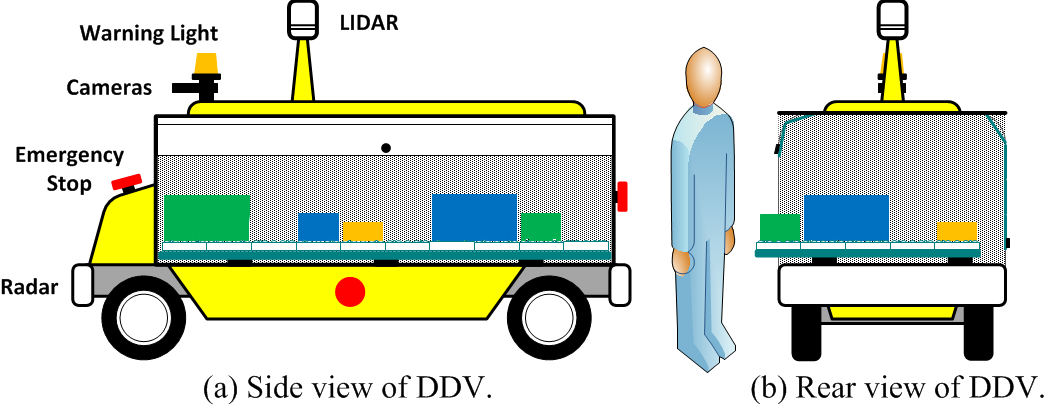 LIDAR
Warning Light
Cameras
Emergency
Stop
Radar
(a) Side view of DDV.
(b) Rear view of DDV.